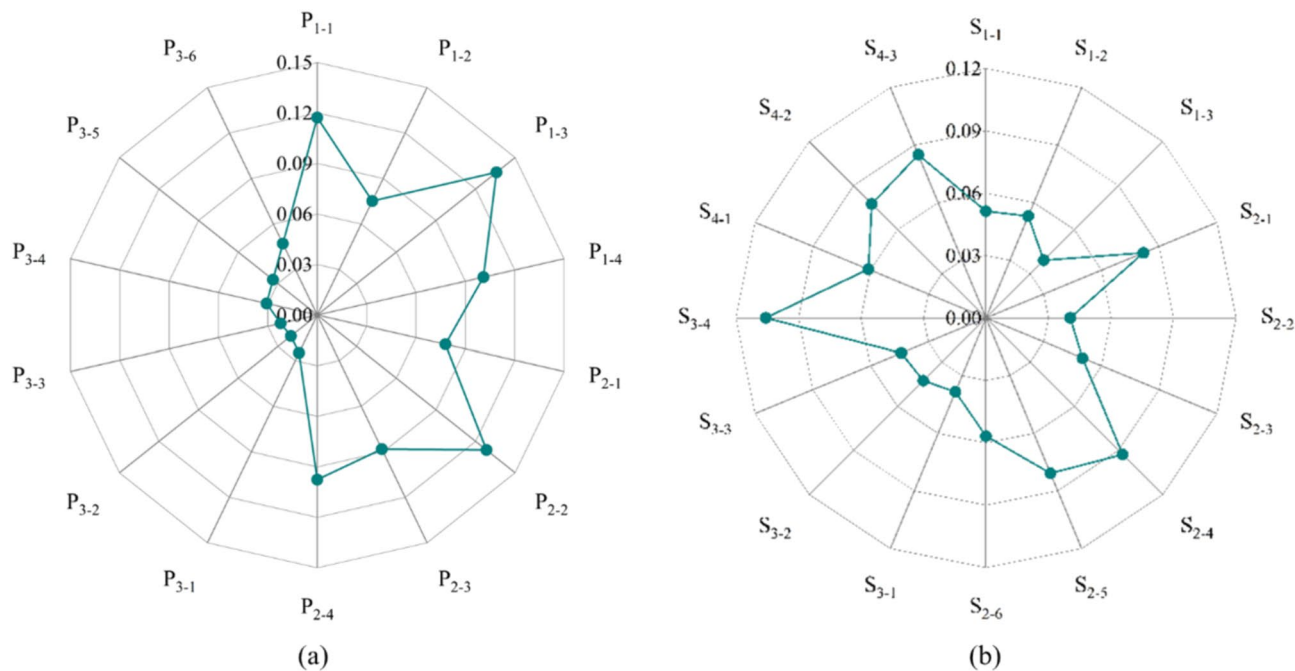 P1-1
P1-2
P1-3
P1-4
P2-1
P2-2
P2-3
P2-4
P3-1
P3-2
P3-3
P3-4
P3-5
P3-6
0.15
0.12
0.09
0.06
0.03
0.00
(a)
S1-1
S1-2
S1-3
S2-1
S2-2
S2-3
S2-4
S2-5
S2-6
S3-1
S3-2
S3-3
S3-4
S4-1
S4-2
S4-3
0.12
0.09
0.06
0.03
0.00
(b)